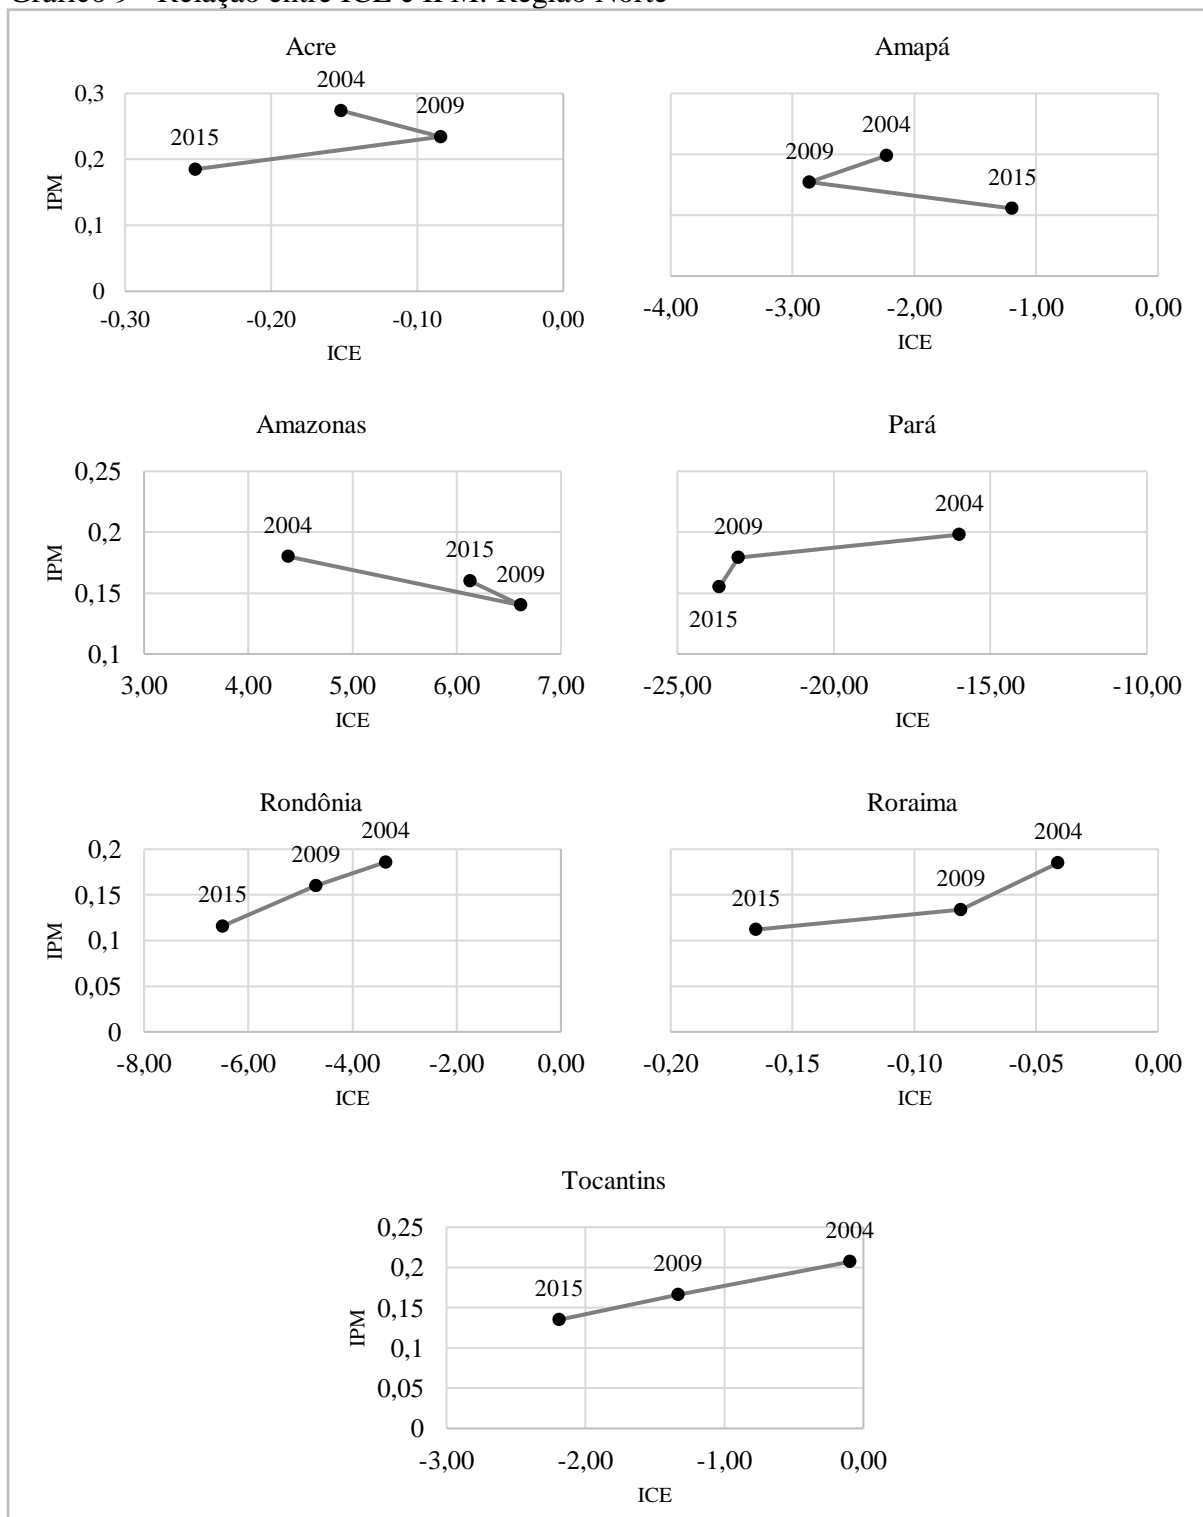 Gráfico 9 - Relação entre ICE e IPM: Região Norte
Acre
2004
2009
2015
0,3
0,2
0,1
0
IPM
-0,30 -0,20 -0,10 0,00
ICE
Amapá
2004
2009
2015
-4,00 -3,00 -2,00 -1,00 0,00
ICE
Amazonas
0,25
0,2
0,15
0,1
IPM
2004
2015
2009
3,00 4,00 5,00 6,00 7,00
ICE
Pará
2004
2009
2015
-25,00 -20,00 -15,00 -10,00
ICE
Rondônia
2004
2009
2015
0,2
0,15
0,1
0,05
0
IPM
-8,00 -6,00 -4,00 -2,00 0,00
ICE
Roraima
2004
2009
2015
-0,20 -0,15 -0,10 -0,05 0,00
ICE
Tocantins
2004
2009
2015
0,25
0,2
0,15
0,1
0,05
0
IPM
-3,00 -2,00 -1,00 0,00
ICE